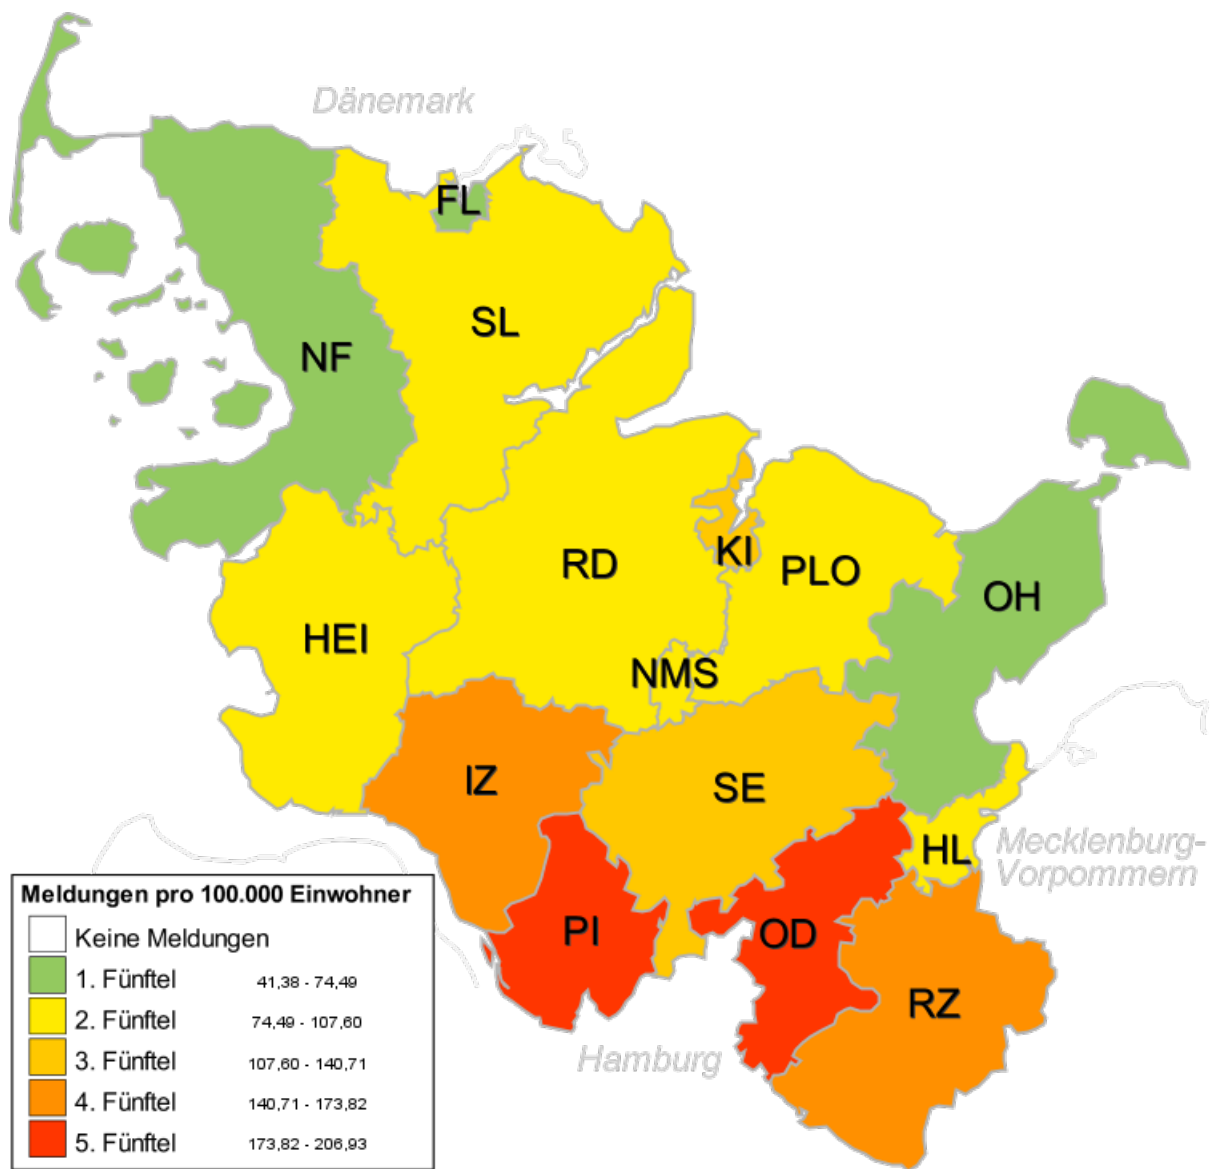 Dänemark
FL
SL
NF
RD
KI
PLO
OH
HEI
NMS
IZ
SE
HL
Mecklenburg-
Vorpommern
PI
OD
RZ
Hamburg
Meldungen pro 100.000 Einwohner
Keine Meldungen
1. Fünftel 41,38 - 74,49
2. Fünftel 74,49 - 107,60
3. Fünftel 107,60 - 140,71
4. Fünftel 140,71 - 173,82
5. Fünftel 173,82 - 206,93